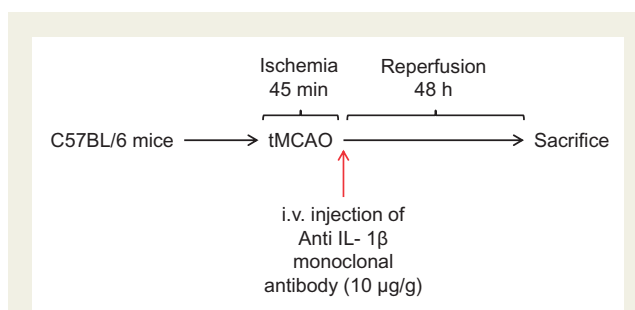 Ischemia
45 min
Reperfusion
48 h
C57BL/6 mice
tMCAO
Sacrifice
i.v. injection of
Anti IL- 1β
monoclonal
antibody (10 µg/g)